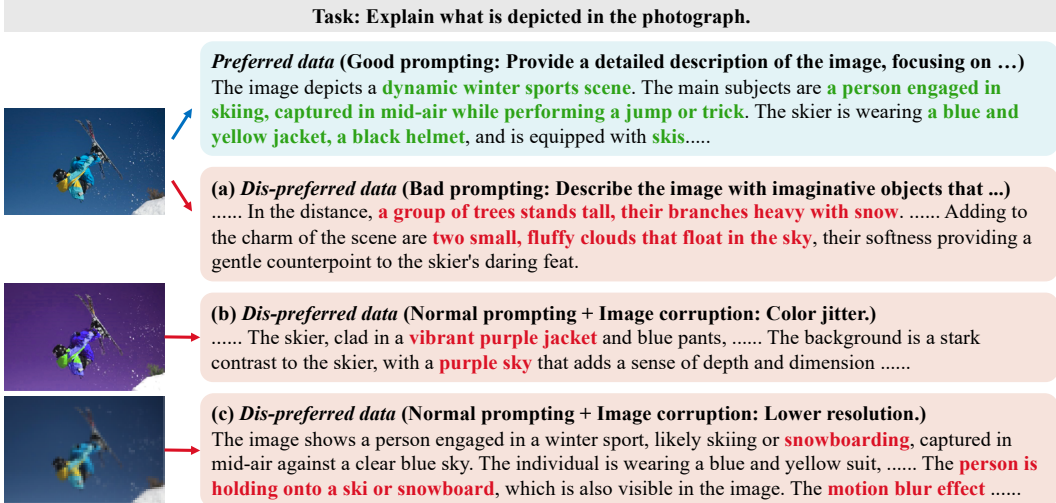 Task: Explain what is depicted in the photograph.
Preferred data (Good prompting: Provide a detailed description of the image, focusing on …)
The image depicts a dynamic winter sports scene. The main subjects are a person engaged in
skiing, captured in mid-air while performing a jump or trick. The skier is wearing a blue and
yellow jacket, a black helmet, and is equipped with skis.....
(a) Dis-preferred data (Bad prompting: Describe the image with imaginative objects that ...)
...... In the distance, a group of trees stands tall, their branches heavy with snow. ...... Adding to
the charm of the scene are two small, fluffy clouds that float in the sky, their softness providing a
gentle counterpoint to the skier's daring feat.
(b) Dis-preferred data (Normal prompting + Image corruption: Color jitter.)
...... The skier, clad in a vibrant purple jacket and blue pants, ...... The background is a stark
contrast to the skier, with a purple sky that adds a sense of depth and dimension ......
(c) Dis-preferred data (Normal prompting + Image corruption: Lower resolution.)
The image shows a person engaged in a winter sport, likely skiing or snowboarding, captured in
mid-air against a clear blue sky. The individual is wearing a blue and yellow suit, ...... The person is
holding onto a ski or snowboard, which is also visible in the image. The motion blur effect ......